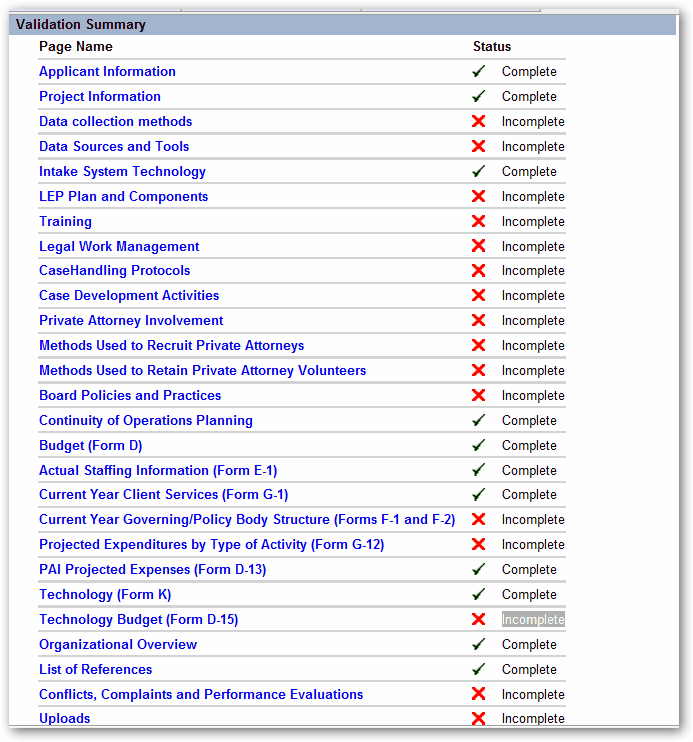 Validation Summary
Page Name Status
Applicant Information Complete
Project Information Complete
Data collection methods Incomplete
Data Sources and Tools Incomplete
Intake System Technology Complete
LEP Plan and Components Incomplete
Training Incomplete
Legal Work Management Incomplete
CaseHandling Protocols Incomplete
Case Development Activities Incomplete
Private Attorney Involvement Incomplete
Methods Used to Recruit Private Attorneys Incomplete
Methods Used to Retain Private Attorney Volunteers Incomplete
Board Policies and Practices Incomplete
Continuity of Operations Planning Complete
Budget (Form D) Complete
Actual Staffing Information (Form E-1) Complete
Current Year Client Services (Form G-1) Complete
Current Year Governing/Policy Body Structure (Forms F-1 and F-2) Incomplete
Projected Expenditures by Type of Activity (Form G-12) Incomplete
PAI Projected Expenses (Form D-13) Complete
Technology (Form K) Complete
Technology Budget (Form D-15) Incomplete
Organizational Overview Complete
List of References Complete
Conflicts, Complaints and Performance Evaluations Incomplete
Uploads Incomplete